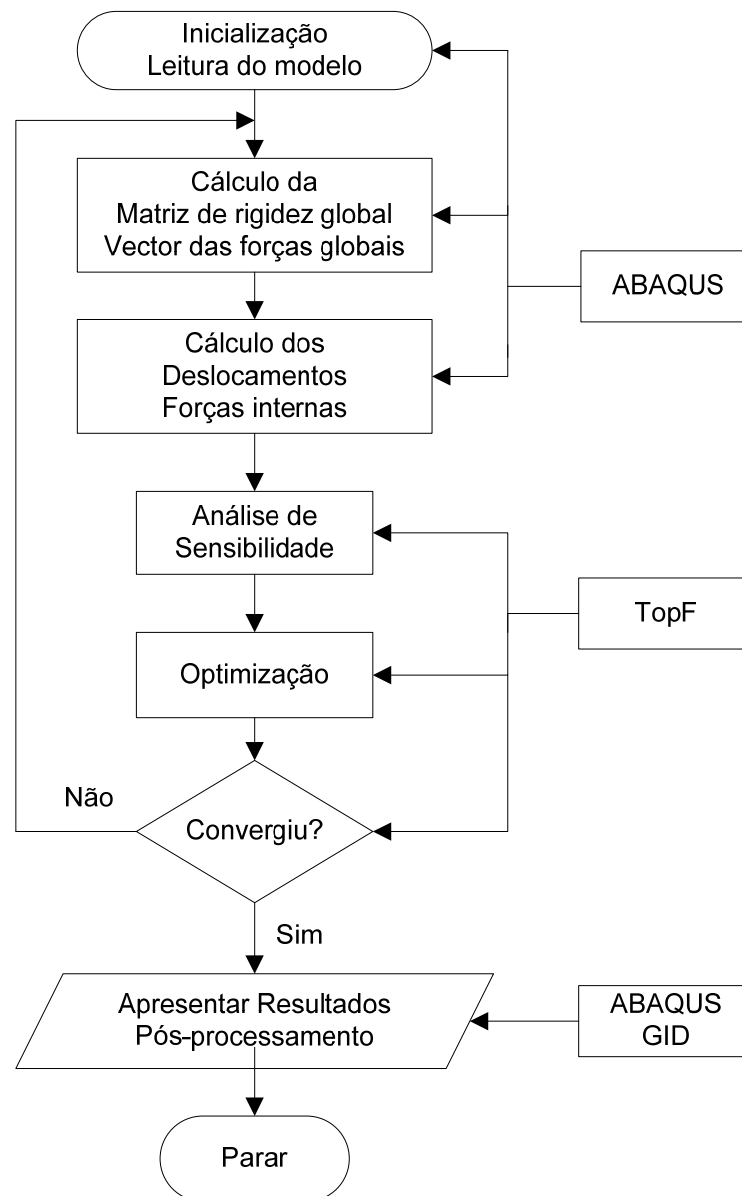 Inicialização
Leitura do modelo
Cálculo da
Matriz de rigidez global
Vector das forças globais
ABAQUS
Cálculo dos
Deslocamentos
Forças internas
Análise de
Sensibilidade
TopF
Optimização
Não
Convergiu?
Sim
Apresentar Resultados
Pós-processamento
ABAQUS
GID
Parar